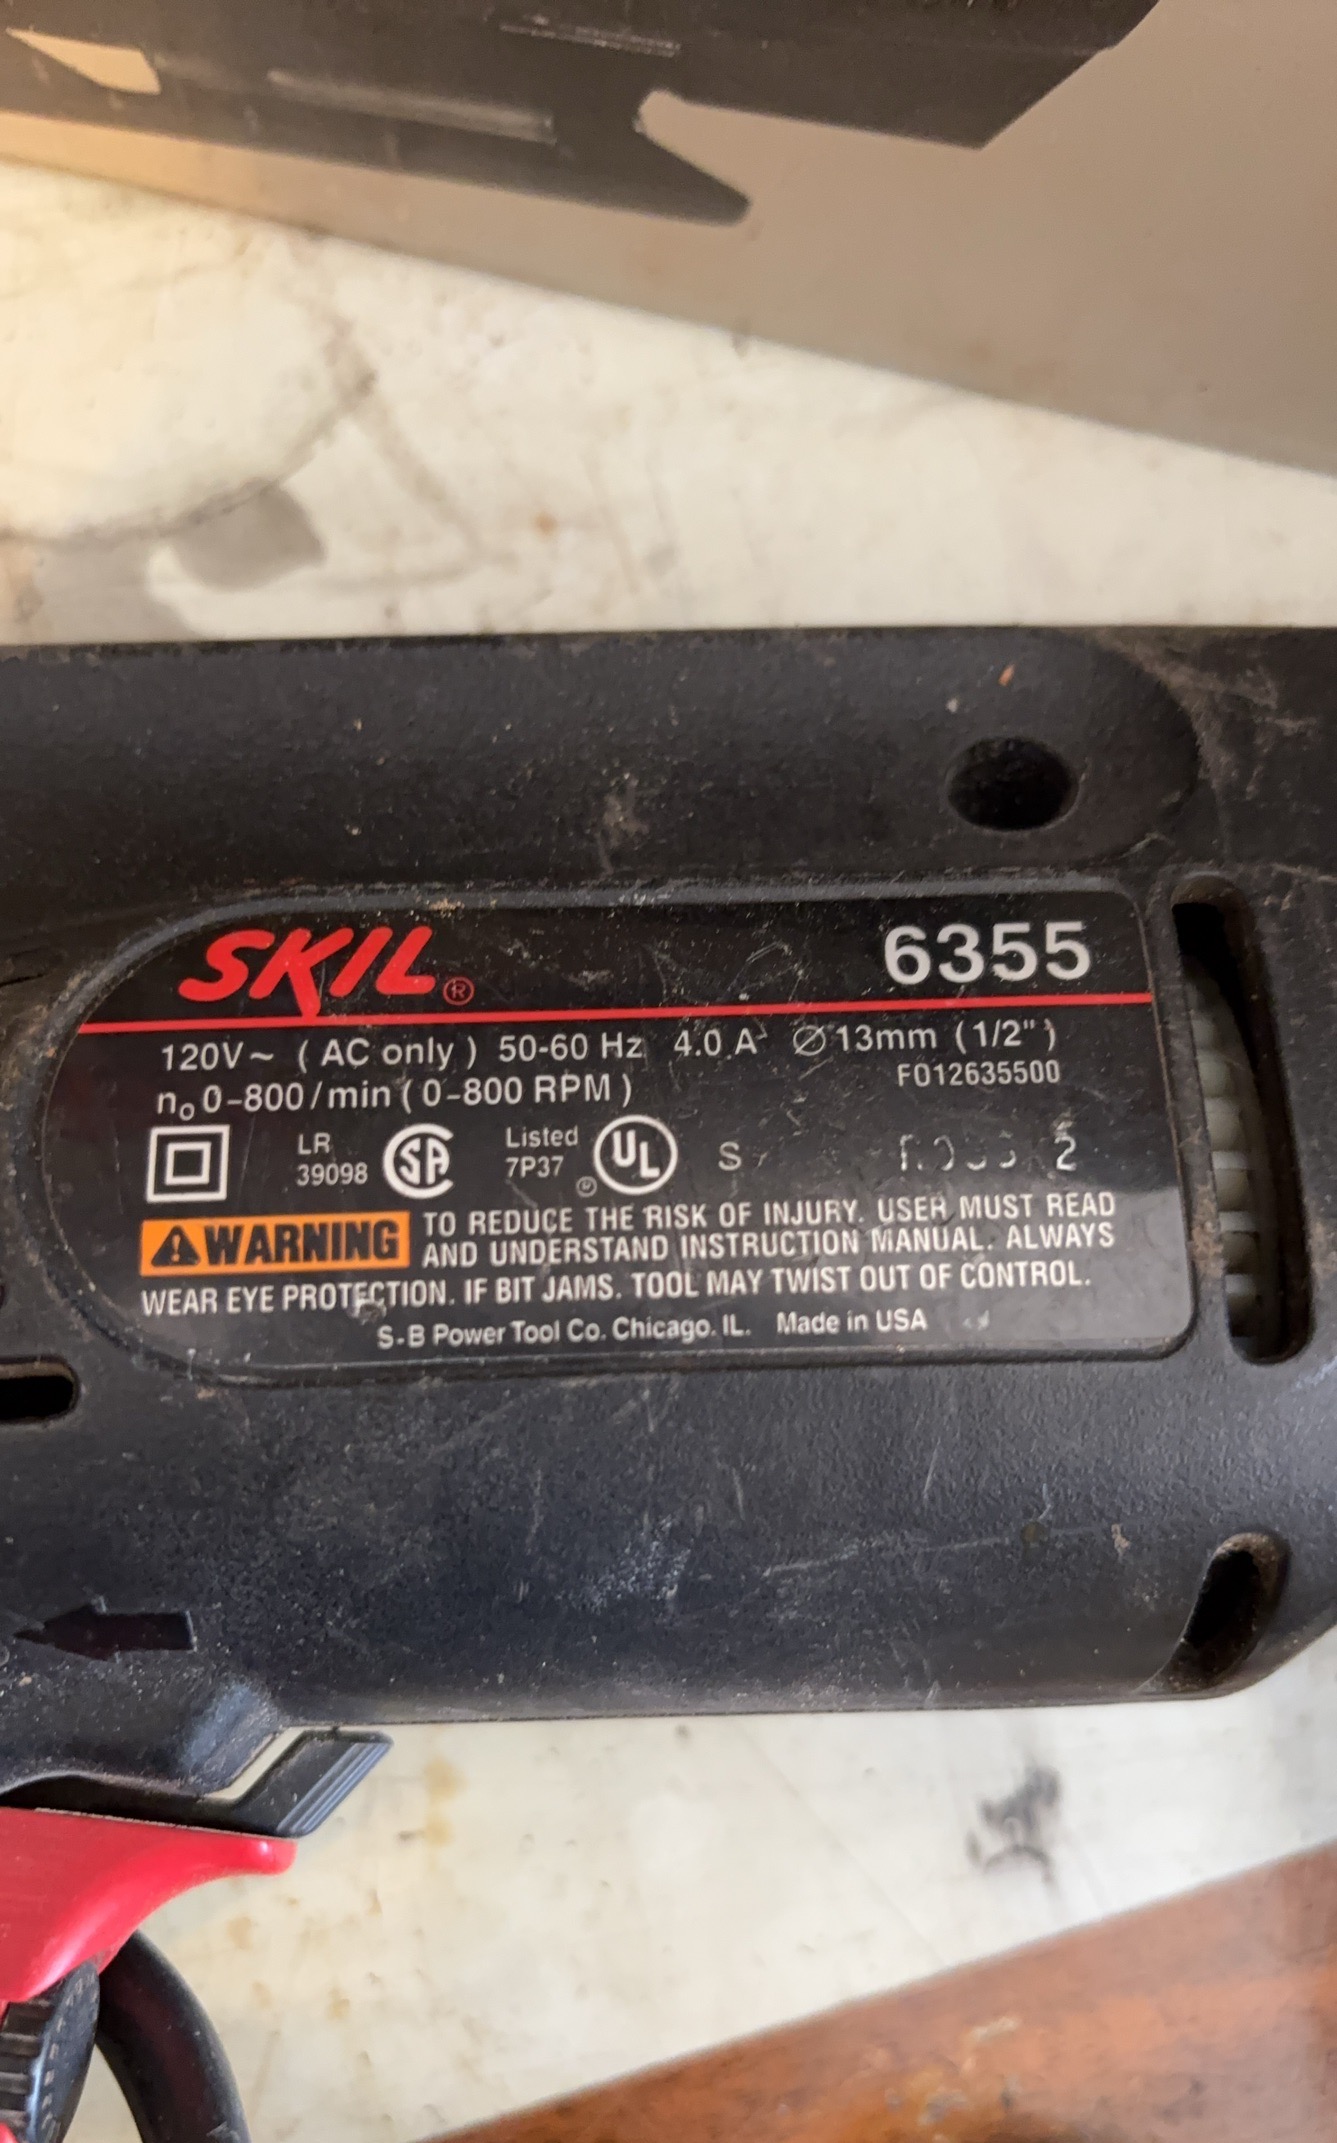 SKIL® 6355
120V~ (AC only) 50-60 Hz 4.0 A ⌀13mm (1/2")
n₀ 0-800/min (0-800 RPM) F012635500
LR
39098
SA
Listed
7P37
UL ®
S
WARNING TO REDUCE THE RISK OF INJURY. USER MUST READ
AND UNDERSTAND INSTRUCTION MANUAL. ALWAYS
WEAR EYE PROTECTION. IF BIT JAMS. TOOL MAY TWIST OUT OF CONTROL.
S-B Power Tool Co. Chicago. IL. Made in USA